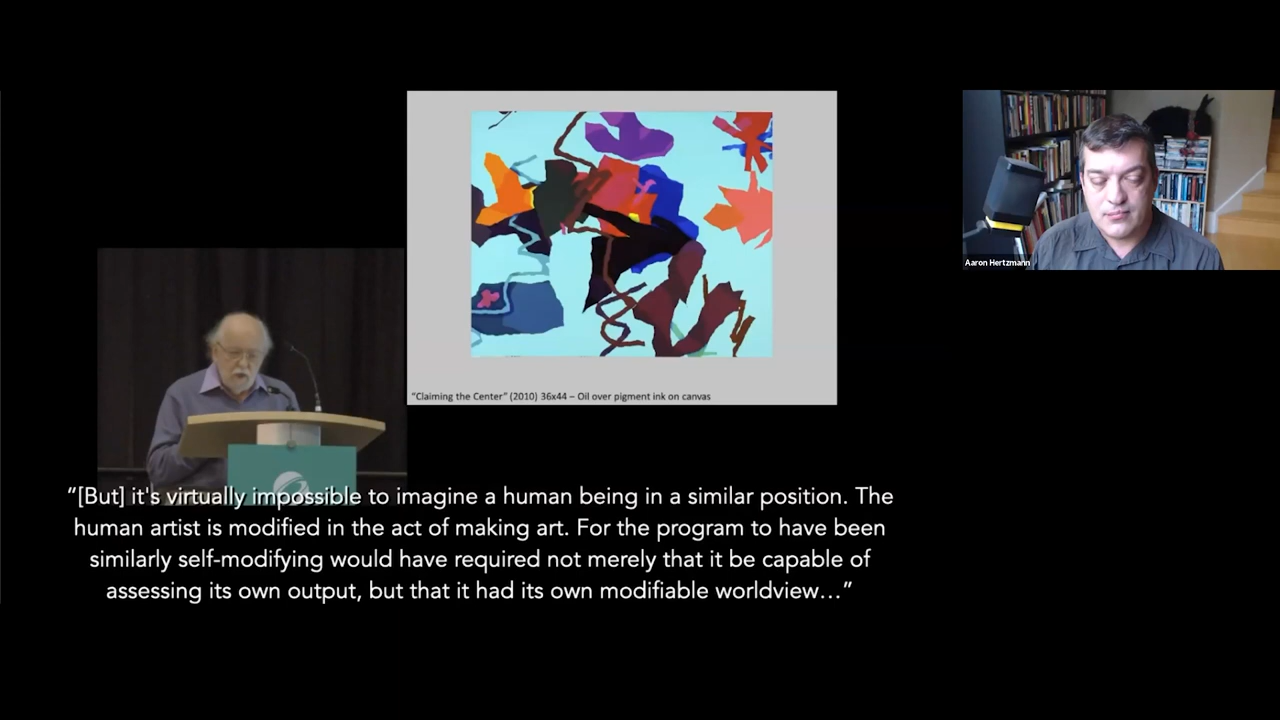 Aaron Hertzmann
“Claiming the Center” (2010) 36x44 – Oil over pigment ink on canvas
“[But] it's virtually impossible to imagine a human being in a similar position. The
human artist is modified in the act of making art. For the program to have been
similarly self-modifying would have required not merely that it be capable of
assessing its own output, but that it had its own modifiable worldview…”